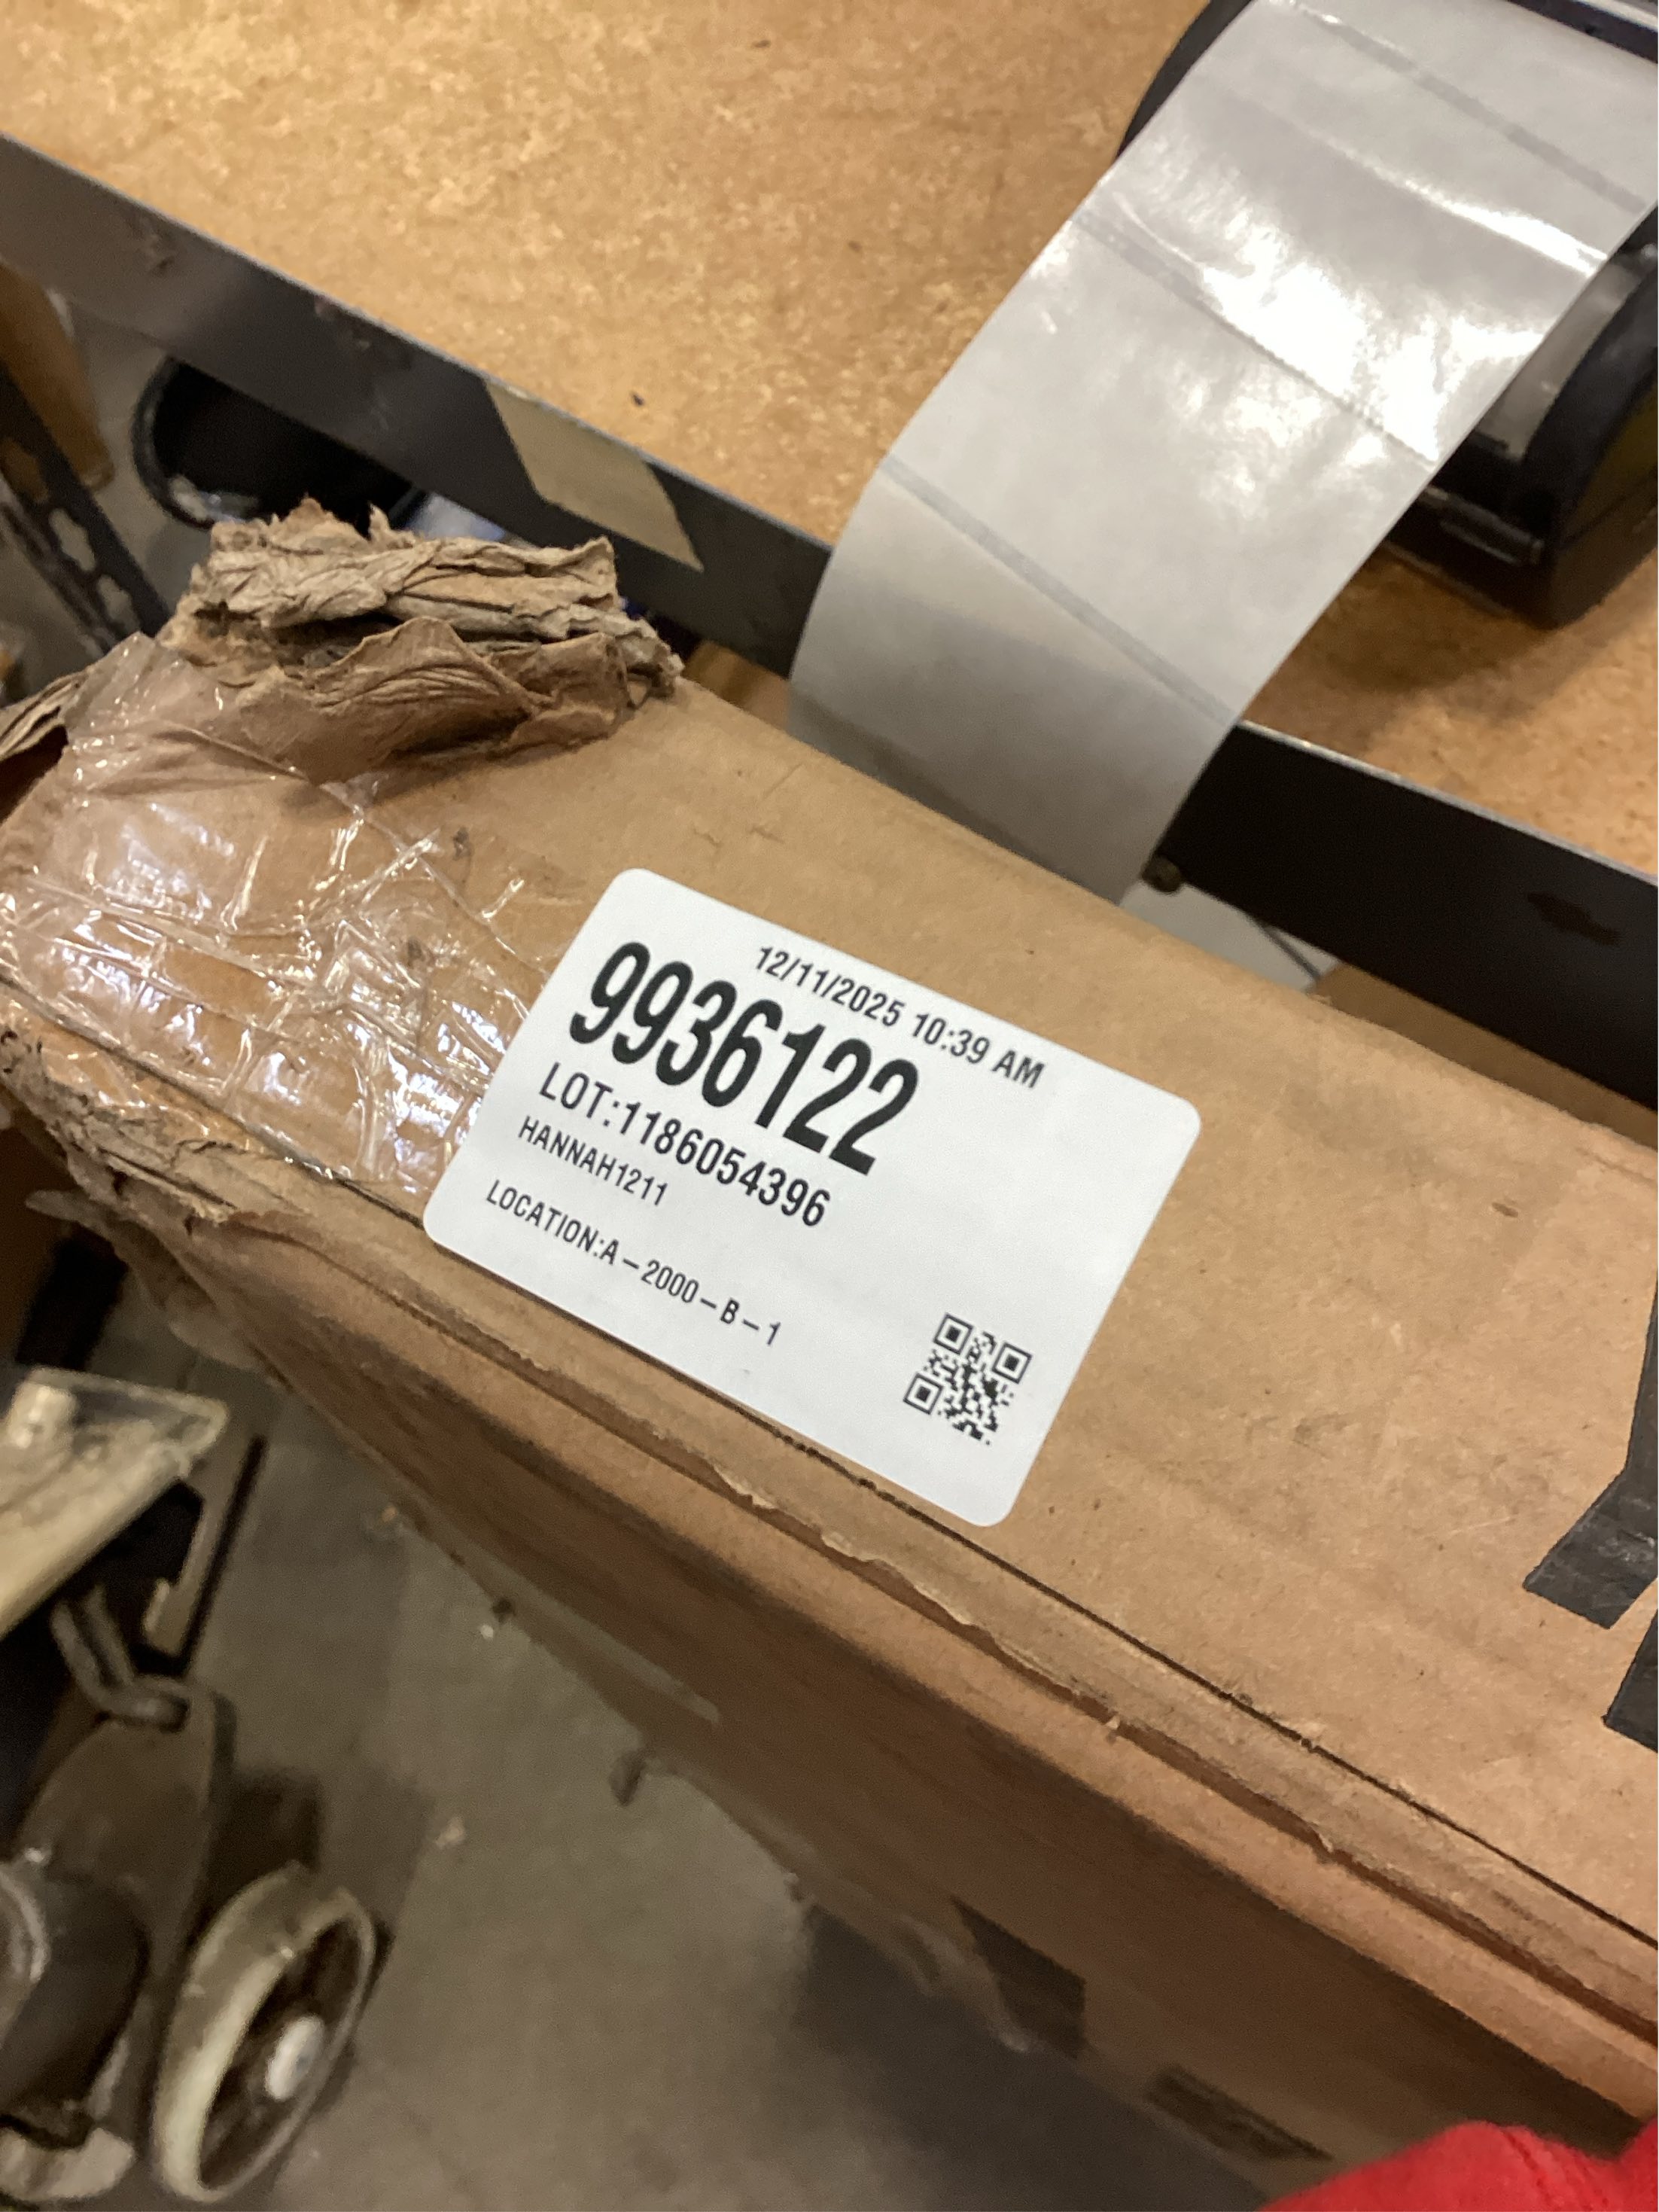 12/11/2025 10:39 AM
9936122
LOT:1186054396
HANNAH1211
LOCATION:A-2000-B-1